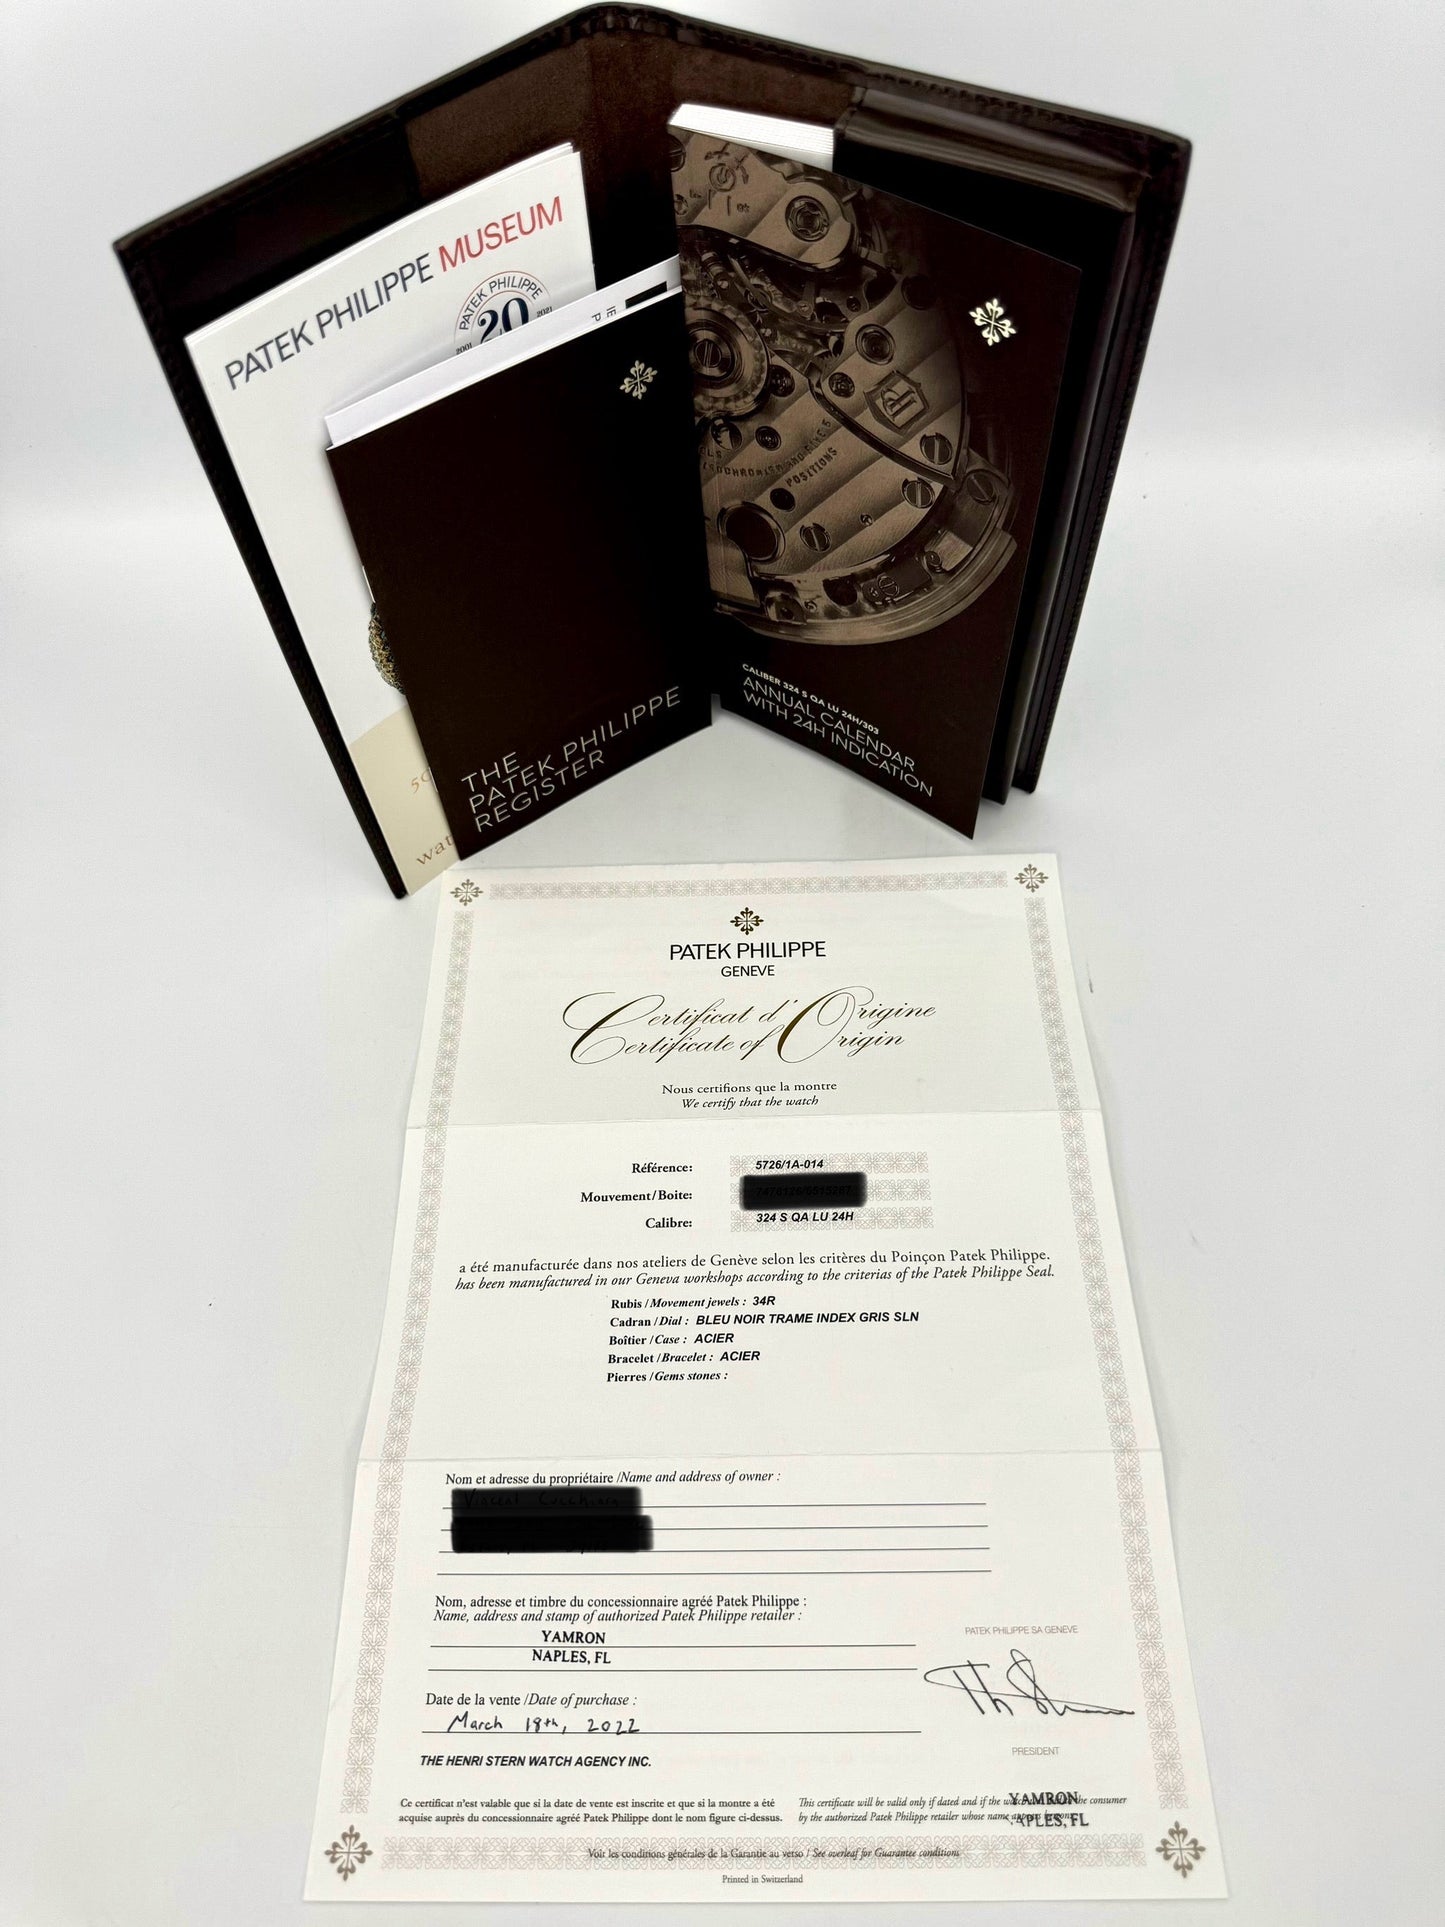 PATEK PHILIPPE MUSEUM
PATEK PHILIPPE
20
2001
2021
THE
PATEK PHILIPPE
REGISTER
POSITIONS
CALIBER 324 S QA LU 24H/303
ANNUAL CALENDAR
WITH 24H INDICATION
PATEK PHILIPPE
GENEVE
Certificat d'Origine
Certificate of Origin
Nous certifions que la montre
We certify that the watch
Référence: 5726/1A-014
Mouvement/Boite:
Calibre: 324 S QA LU 24H
a été manufacturée dans nos ateliers de Genève selon les critères du Poinçon Patek Philippe.
has been manufactured in our Geneva workshops according to the criterias of the Patek Philippe Seal.
Rubis / Movement jewels : 34R
Cadran / Dial : BLEU NOIR TRAME INDEX GRIS SLN
Boîtier / Case : ACIER
Bracelet / Bracelet : ACIER
Pierres / Gems stones :
Nom et adresse du propriétaire / Name and address of owner :
Nom, adresse et timbre du concessionnaire agréé Patek Philippe :
Name, address and stamp of authorized Patek Philippe retailer :
YAMRON
NAPLES, FL
PATEK PHILIPPE SA GENEVE
Date de la vente / Date of purchase :
March 18th, 2022
PRESIDENT
THE HENRI STERN WATCH AGENCY INC.
Ce certificat n'est valable que si la date de vente est inscrite et que si la montre a été
acquise auprès du concessionnaire agréé Patek Philippe dont le nom figure ci-dessus.
This certificate will be valid only if dated and if the the consumer
by the authorized Patek Philippe retailer whose name
YAMRON
NAPLES, FL
Voir les conditions générales de la Garantie au verso / See overleaf for Guarantee conditions
Printed in Switzerland